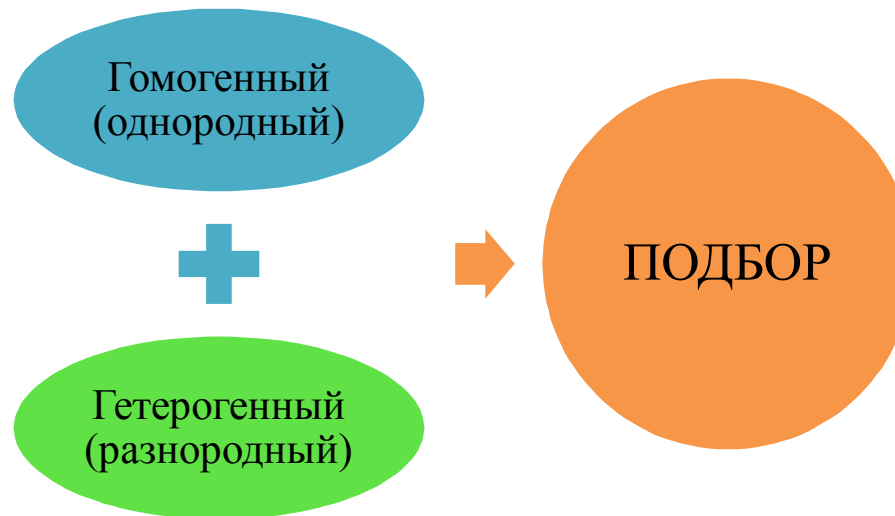 Гомогенный
(однородный)
Гетерогенный
(разнородный)
ПОДБОР